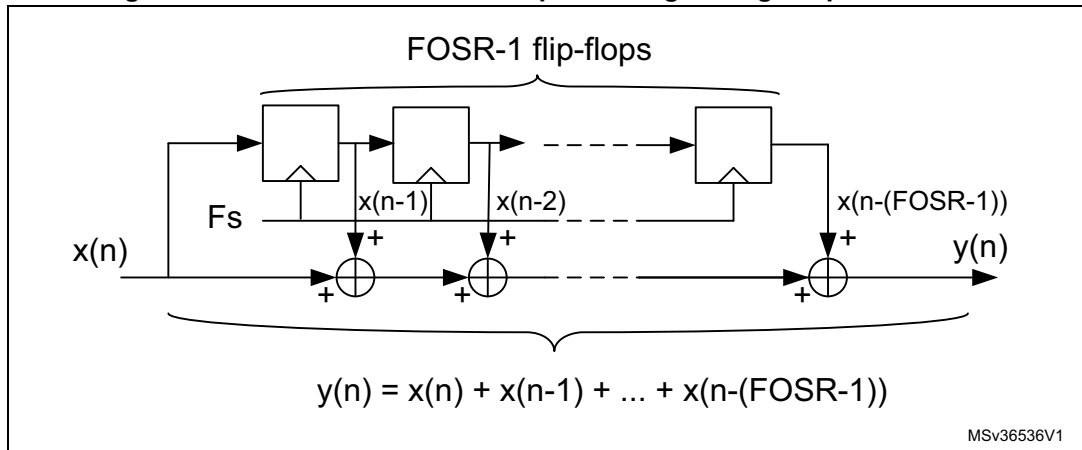 FOSR-1 flip-flops
x(n-1)
x(n-2)
x(n-(FOSR-1))
Fs
+
+
+
x(n)
y(n)
+
+
+
y(n) = x(n) + x(n-1) + ... + x(n-(FOSR-1))
MSv36536V1